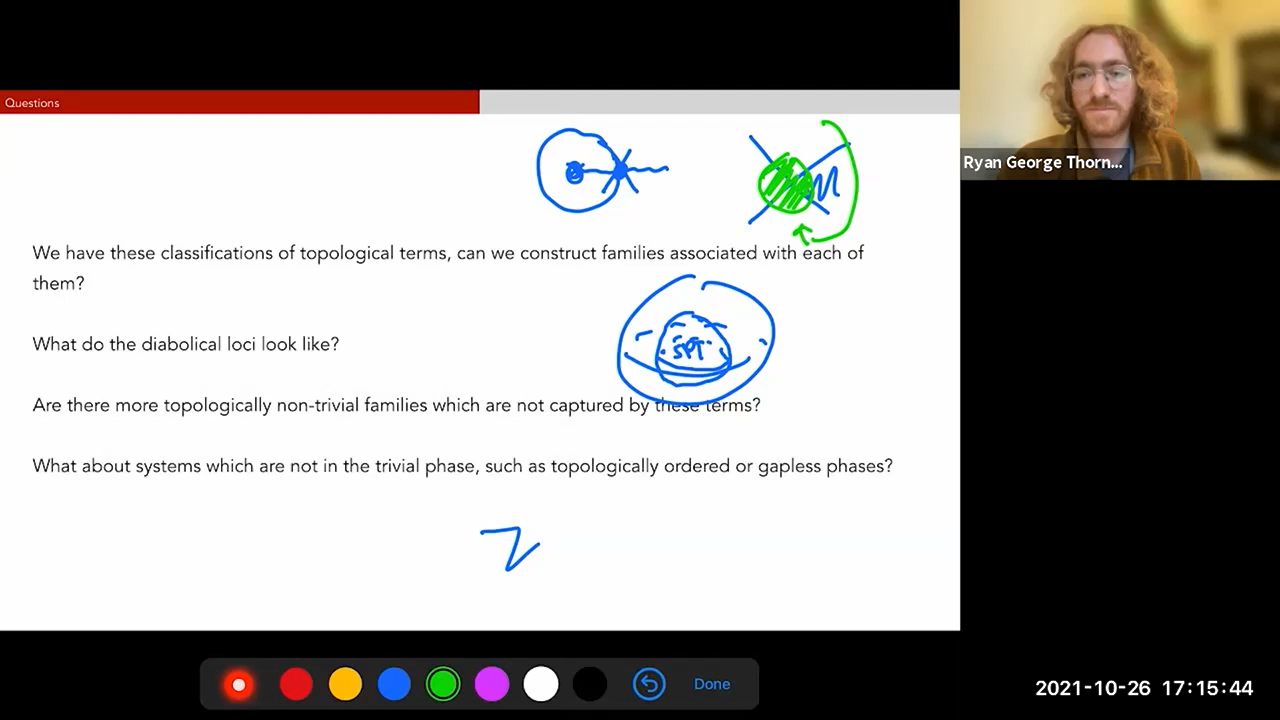 Questions
Ryan George Thorn...
We have these classifications of topological terms, can we construct families associated with each of
them?
What do the diabolical loci look like?
SPT
Are there more topologically non-trivial families which are not captured by these terms?
What about systems which are not in the trivial phase, such as topologically ordered or gapless phases?
Done
2021-10-26 17:15:44